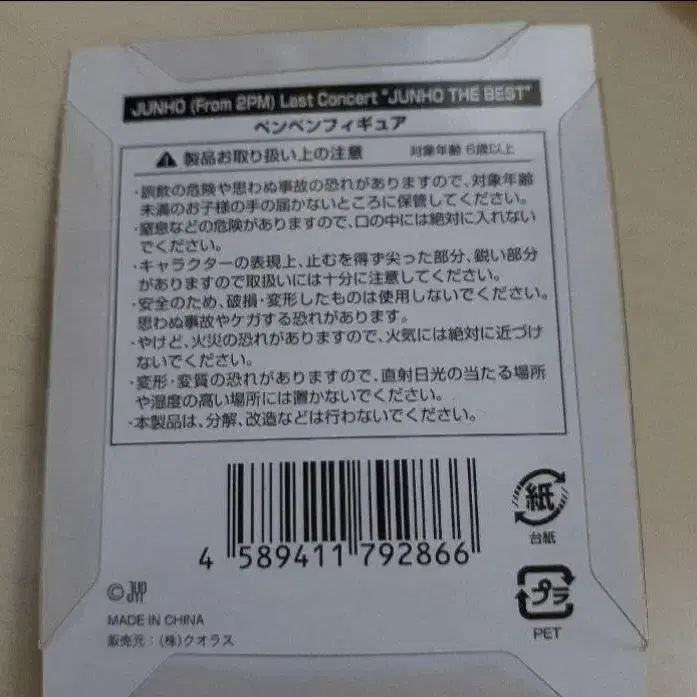 JUNHO (From 2PM) Last Concert "JUNHO THE BEST"
ペンペンフィギュア
製品お取り扱い上の注意 対象年齢 6歳以上
・誤飲の危険や思わぬ事故の恐れがありますので、対象年齢
未満のお子様の手の届かないところに保管してください。
・窒息などの危険がありますので、口の中には絶対に入れない
でください。
・キャラクターの表現上、止むを得ず尖った部分、鋭い部分
がありますので取扱いには十分に注意してください。
・安全のため、破損・変形したものは使用しないでください。
思わぬ事故やケガする恐れがあります。
・やけど、火災の恐れがありますので、火気には絶対に近づけ
ないでください。
・変形・変質の恐れがありますので、直射日光の当たる場所
や湿度の高い場所には置かないでください。
・本製品は、分解、改造などは行わないでください。
4 589411 792866
紙
台紙
プラ
PET
©
MADE IN CHINA
販売元：(株)クオラス